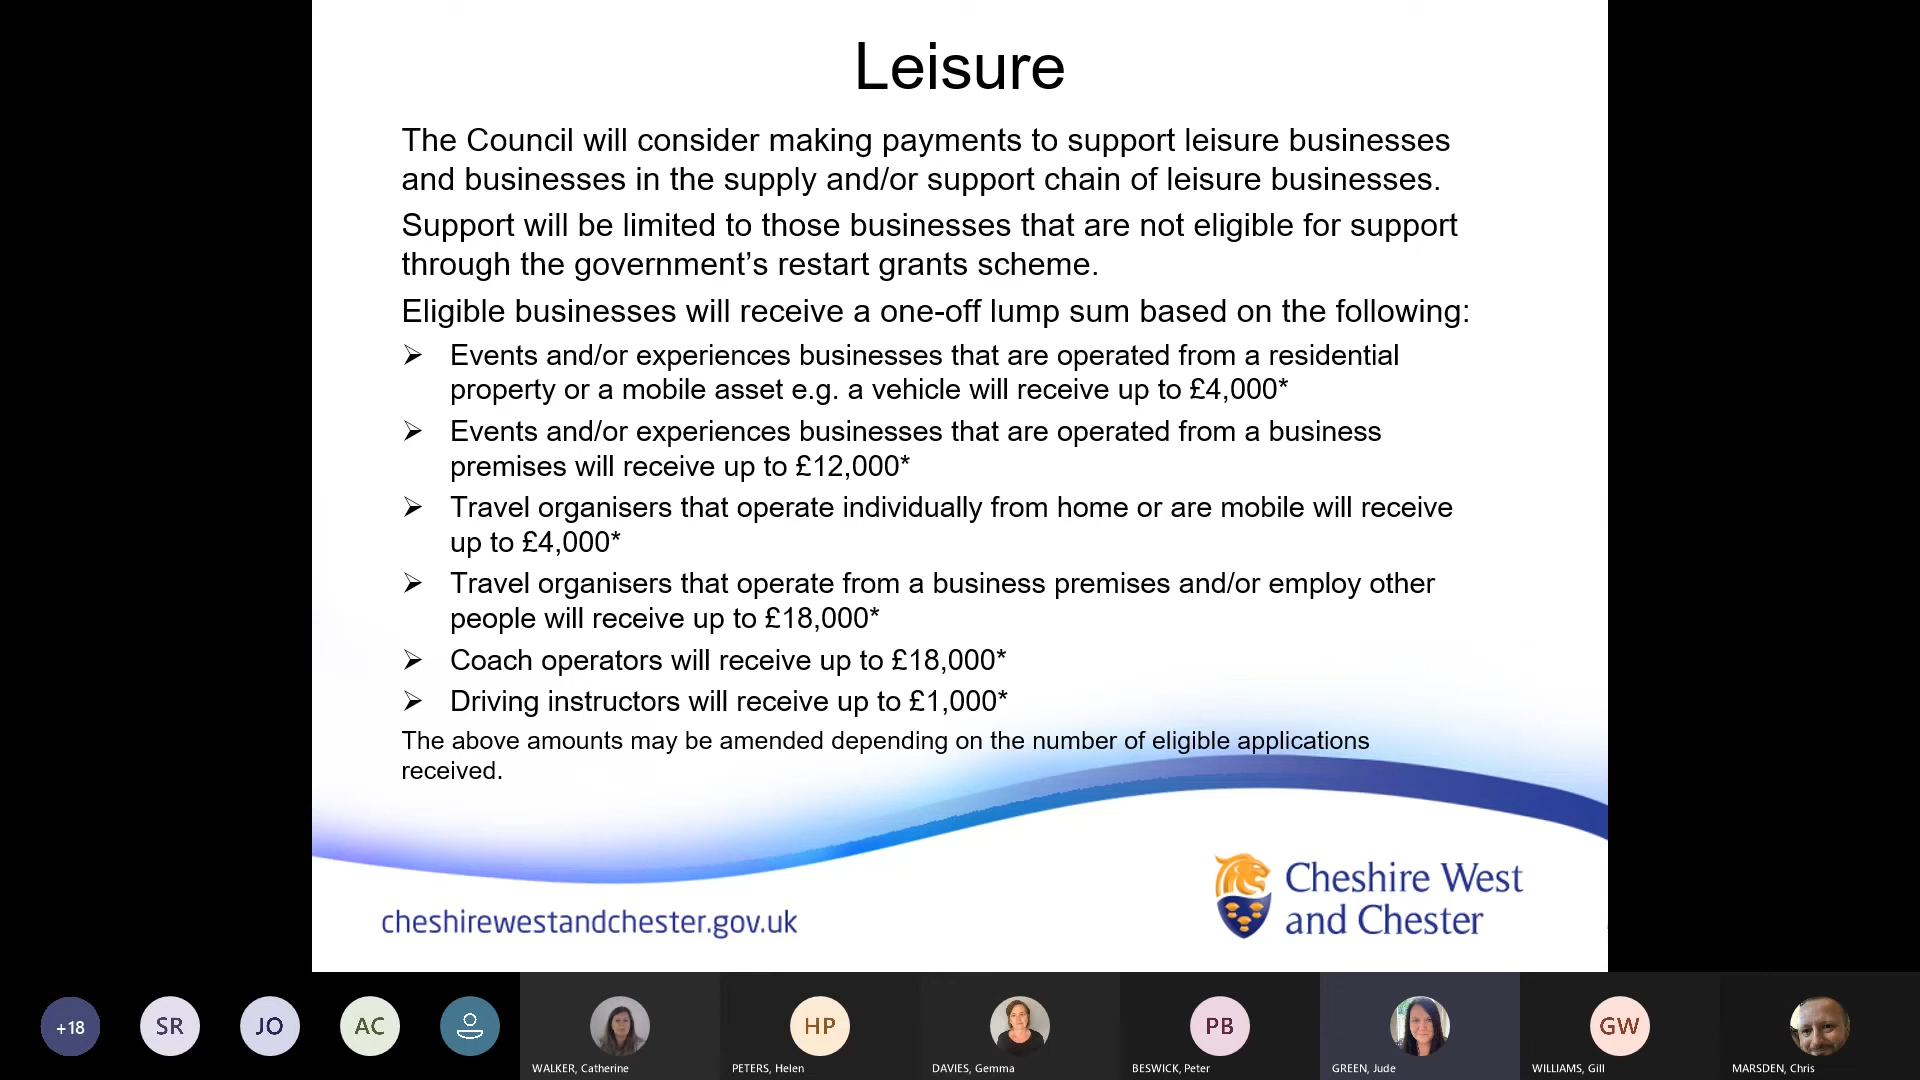 Leisure
The Council will consider making payments to support leisure businesses
and businesses in the supply and/or support chain of leisure businesses.
Support will be limited to those businesses that are not eligible for support
through the government’s restart grants scheme.
Eligible businesses will receive a one-off lump sum based on the following:
➢ Events and/or experiences businesses that are operated from a residential
property or a mobile asset e.g. a vehicle will receive up to £4,000*
➢ Events and/or experiences businesses that are operated from a business
premises will receive up to £12,000*
➢ Travel organisers that operate individually from home or are mobile will receive
up to £4,000*
➢ Travel organisers that operate from a business premises and/or employ other
people will receive up to £18,000*
➢ Coach operators will receive up to £18,000*
➢ Driving instructors will receive up to £1,000*
The above amounts may be amended depending on the number of eligible applications
received.
cheshirewestandchester.gov.uk
Cheshire West
and Chester
+18
SR
JO
AC
WALKER, Catherine
HP
PETERS, Helen
DAVIES, Gemma
PB
BESWICK, Peter
GREEN, Jude
GW
WILLIAMS, Gill
MARSDEN, Chris